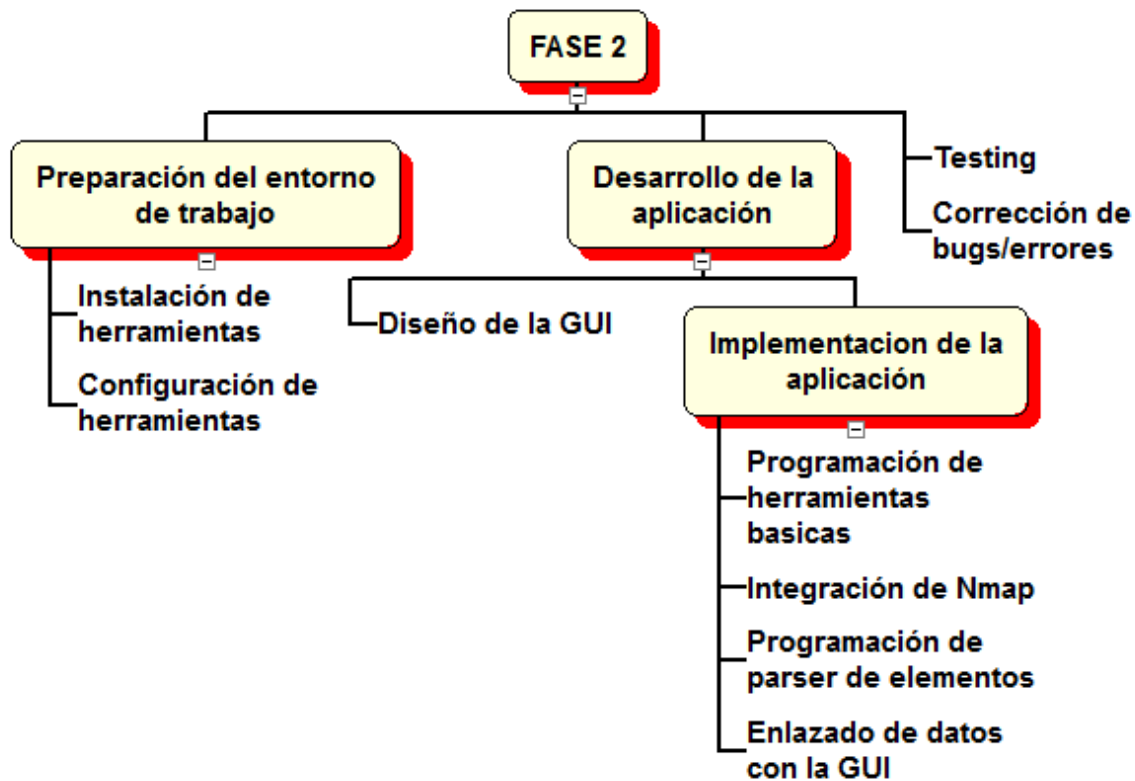 FASE 2
Preparación del entorno
de trabajo
Instalación de
herramientas
Configuración de
herramientas
Desarrollo de la
aplicación
Diseño de la GUI
Implementacion de la
aplicación
Programación de
herramientas
basicas
Integración de Nmap
Programación de
parser de elementos
Enlazado de datos
con la GUI
Testing
Corrección de
bugs/errores